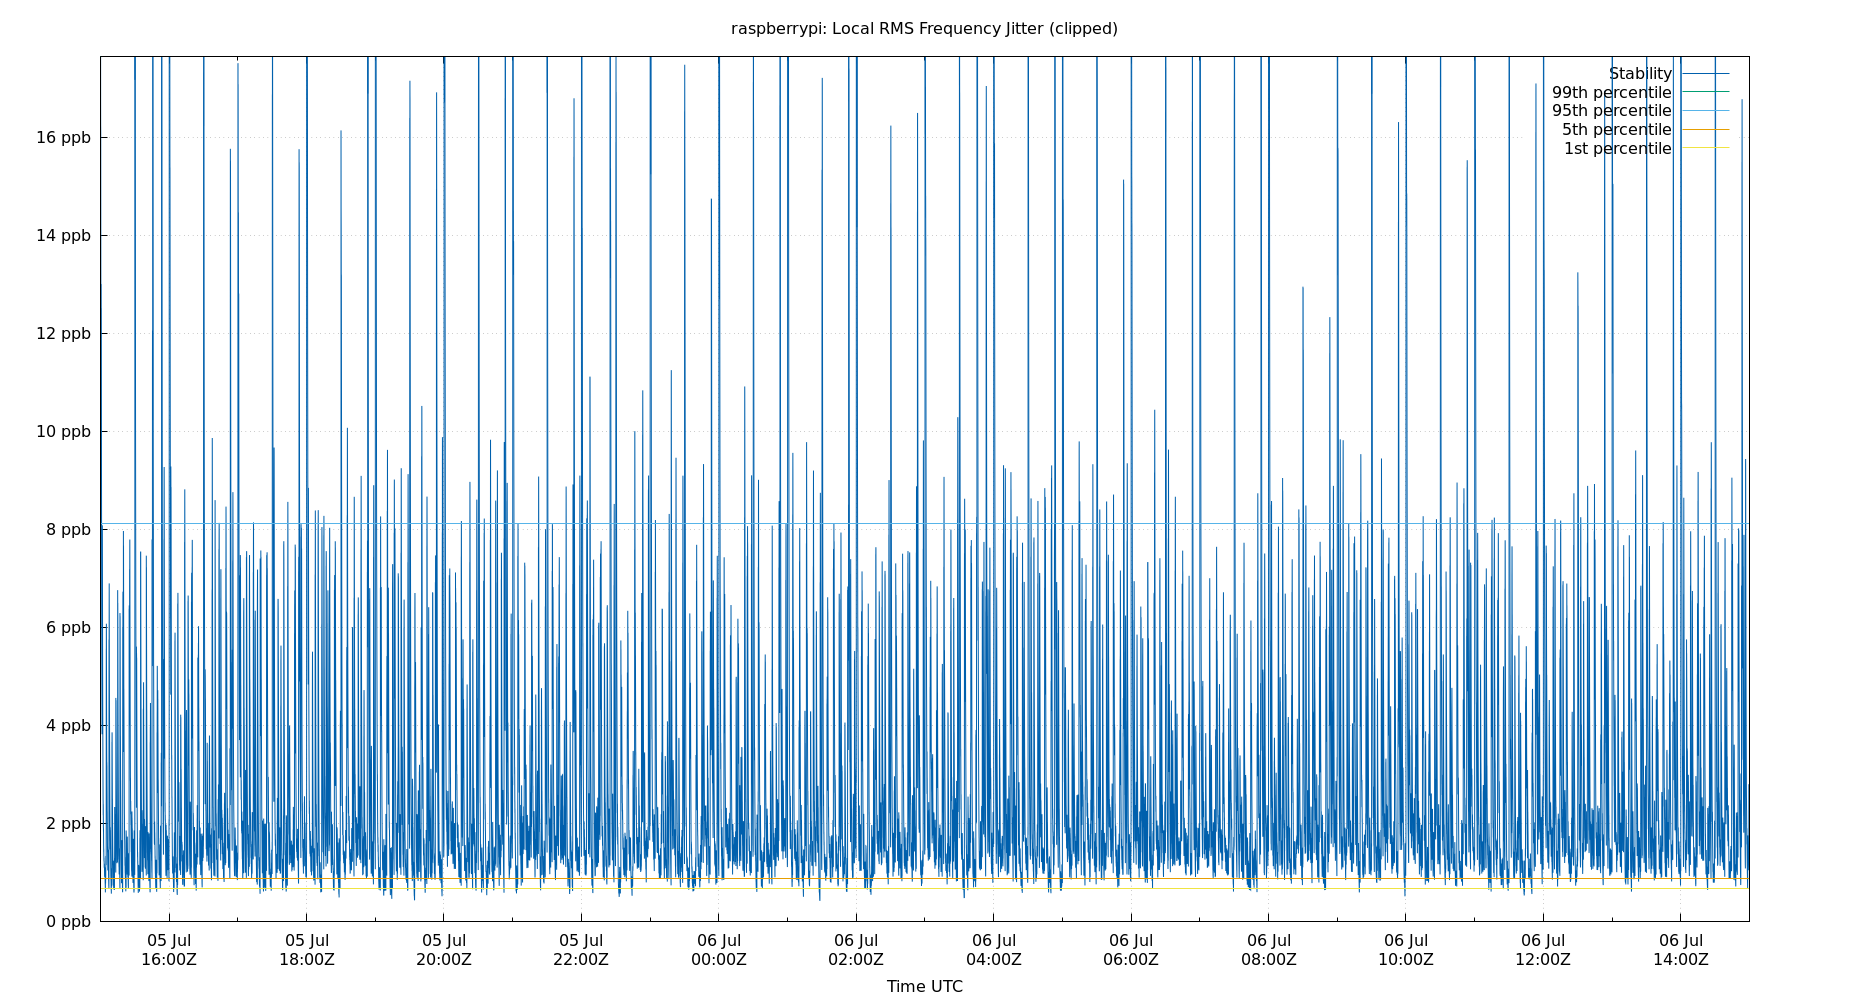 raspberrypi: Local RMS Frequency Jitter (clipped)
Stability
99th percentile
95th percentile
5th percentile
1st percentile
16 ppb
14 ppb
12 ppb
10 ppb
8 ppb
6 ppb
4 ppb
2 ppb
0 ppb
05 Jul 05 Jul 05 Jul 05 Jul 06 Jul 06 Jul 06 Jul 06 Jul 06 Jul 06 Jul 06 Jul 06 Jul
16:00Z 18:00Z 20:00Z 22:00Z 00:00Z 02:00Z 04:00Z 06:00Z 08:00Z 10:00Z 12:00Z 14:00Z
Time UTC